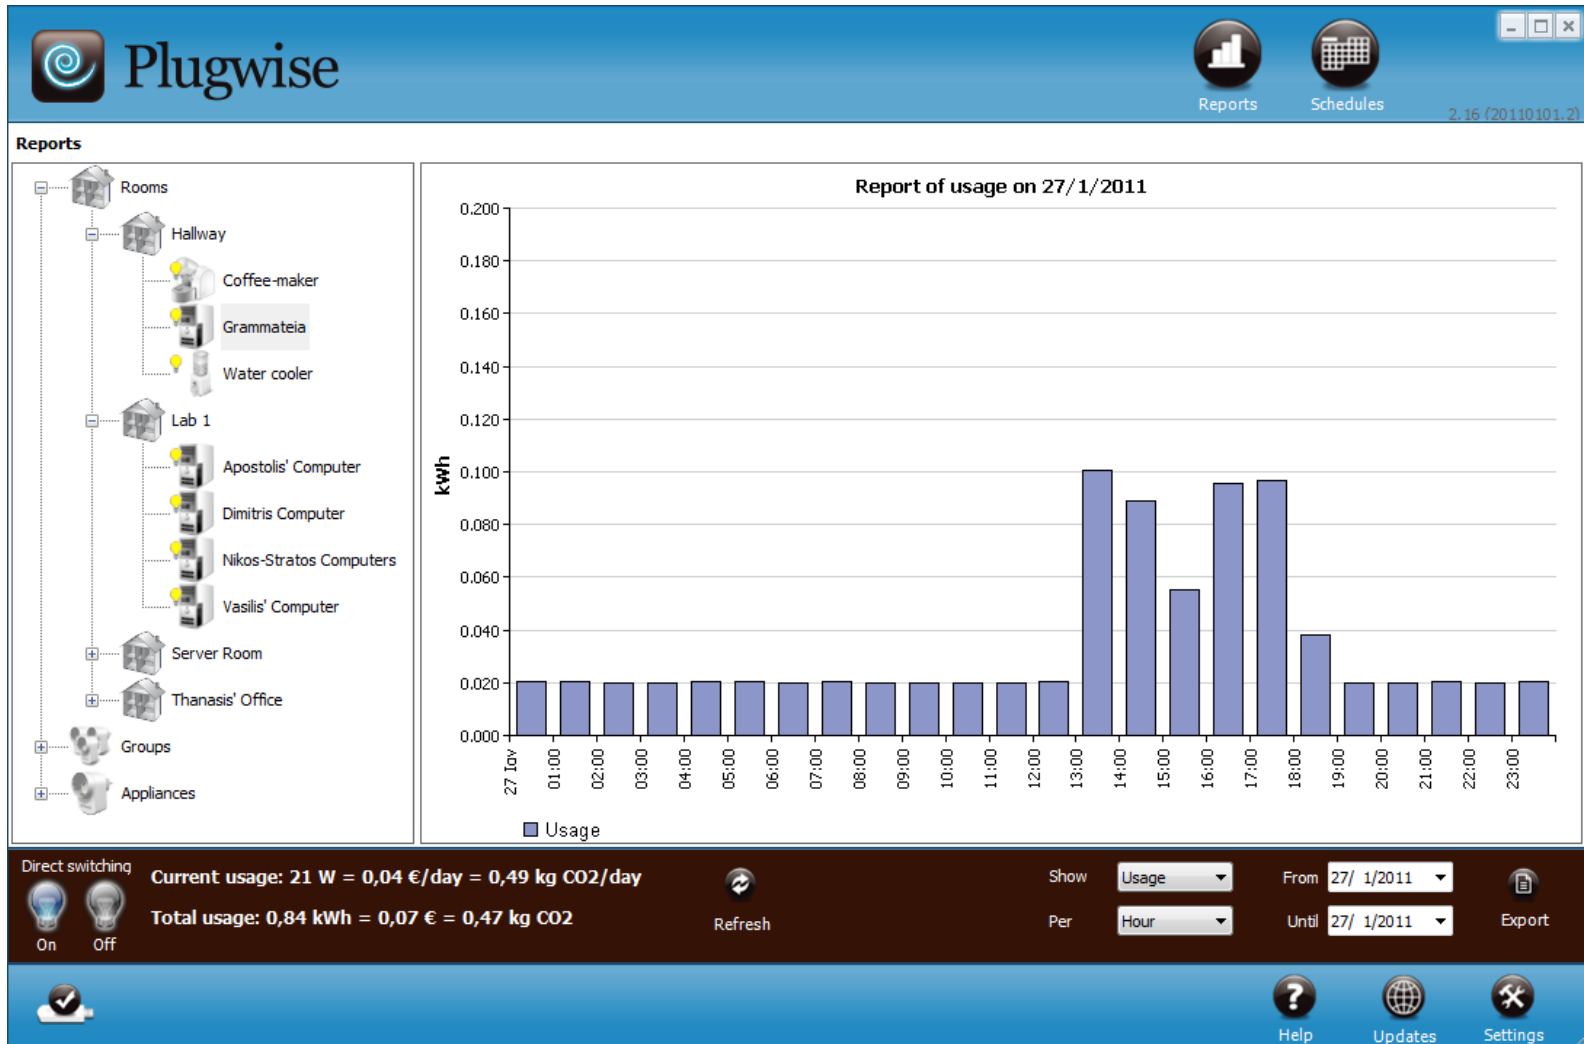 Plugwise
Reports
Schedules
2.16 (20110101.2)
Reports
Rooms
Hallway
Coffee-maker
Grammateia
Water cooler
Lab 1
Apostolis' Computer
Dimitris Computer
Nikos-Stratos Computers
Vasilis' Computer
Server Room
Thanasis' Office
Groups
Appliances
Report of usage on 27/1/2011
0.200
0.180
0.160
0.140
0.120
0.100
0.080
0.060
0.040
0.020
0.000
kWh
27 Ιαν 01:00 02:00 03:00 04:00 05:00 06:00 07:00 08:00 09:00 10:00 11:00 12:00 13:00 14:00 15:00 16:00 17:00 18:00 19:00 20:00 21:00 22:00 23:00
Usage
Direct switching
On Off
Current usage: 21 W = 0,04 €/day = 0,49 kg CO2/day
Total usage: 0,84 kWh = 0,07 € = 0,47 kg CO2
Refresh
Show Usage From 27/ 1/2011
Per Hour Until 27/ 1/2011
Export
Help Updates Settings